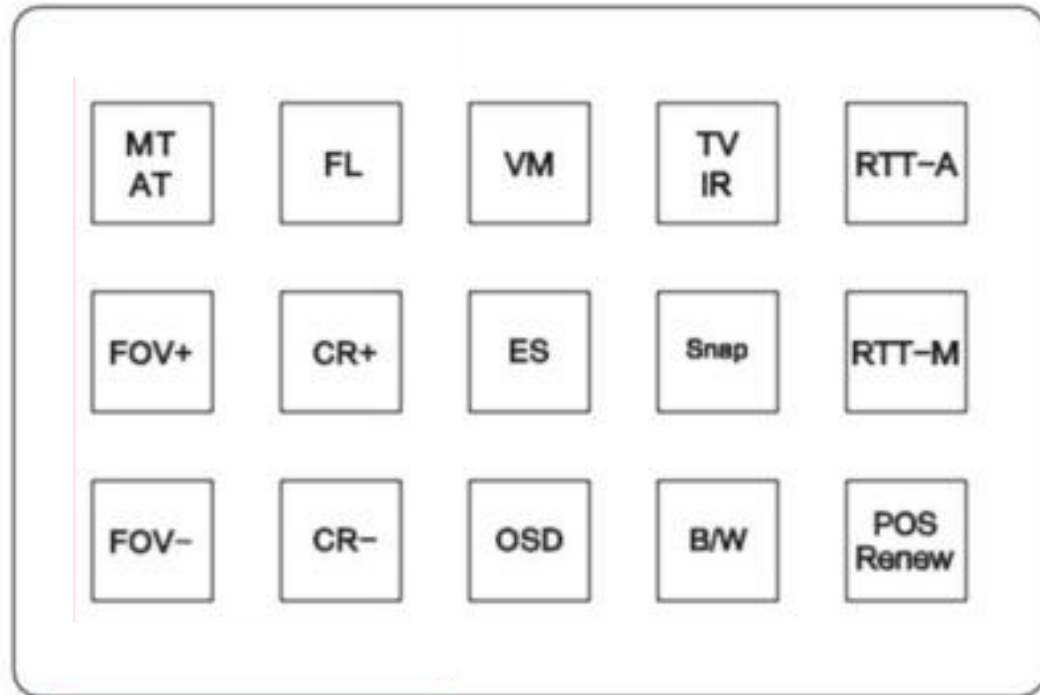 MT
AT
FL
VM
TV
IR
RTT-A
FOV+
CR+
ES
Snap
RTT-M
FOV-
CR-
OSD
B/W
POS
Renew